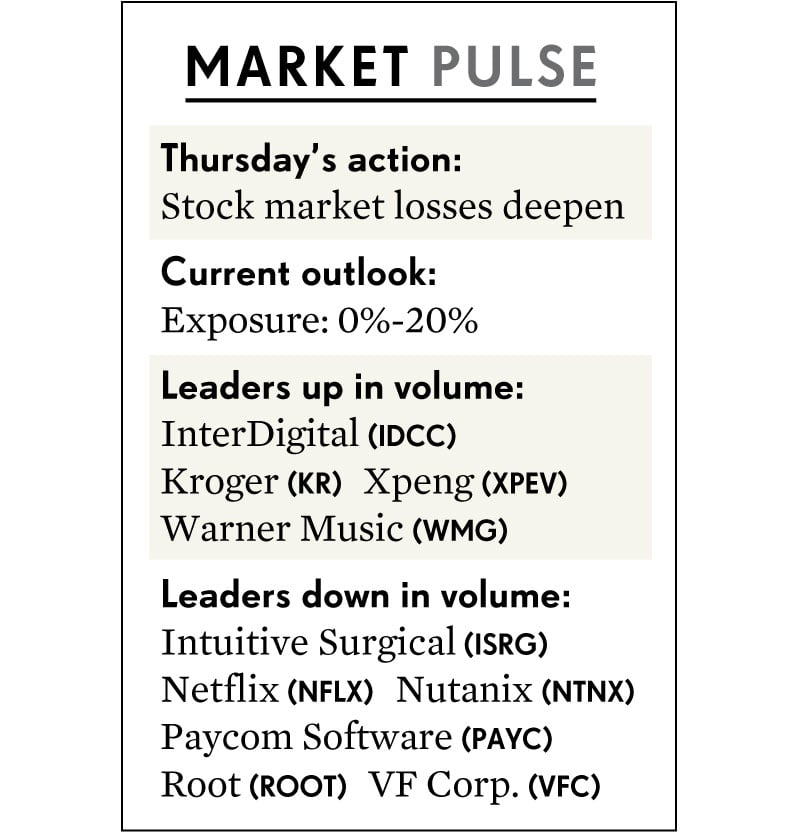 MARKET PULSE
Thursday's action:
Stock market losses deepen
Current outlook:
Exposure: 0%-20%
Leaders up in volume:
InterDigital (IDCC)
Kroger (KR) Xpeng (XPEV)
Warner Music (WMG)
Leaders down in volume:
Intuitive Surgical (ISRG)
Netflix (NFLX) Nutanix (NTNX)
Paycom Software (PAYC)
Root (ROOT) VF Corp. (VFC)